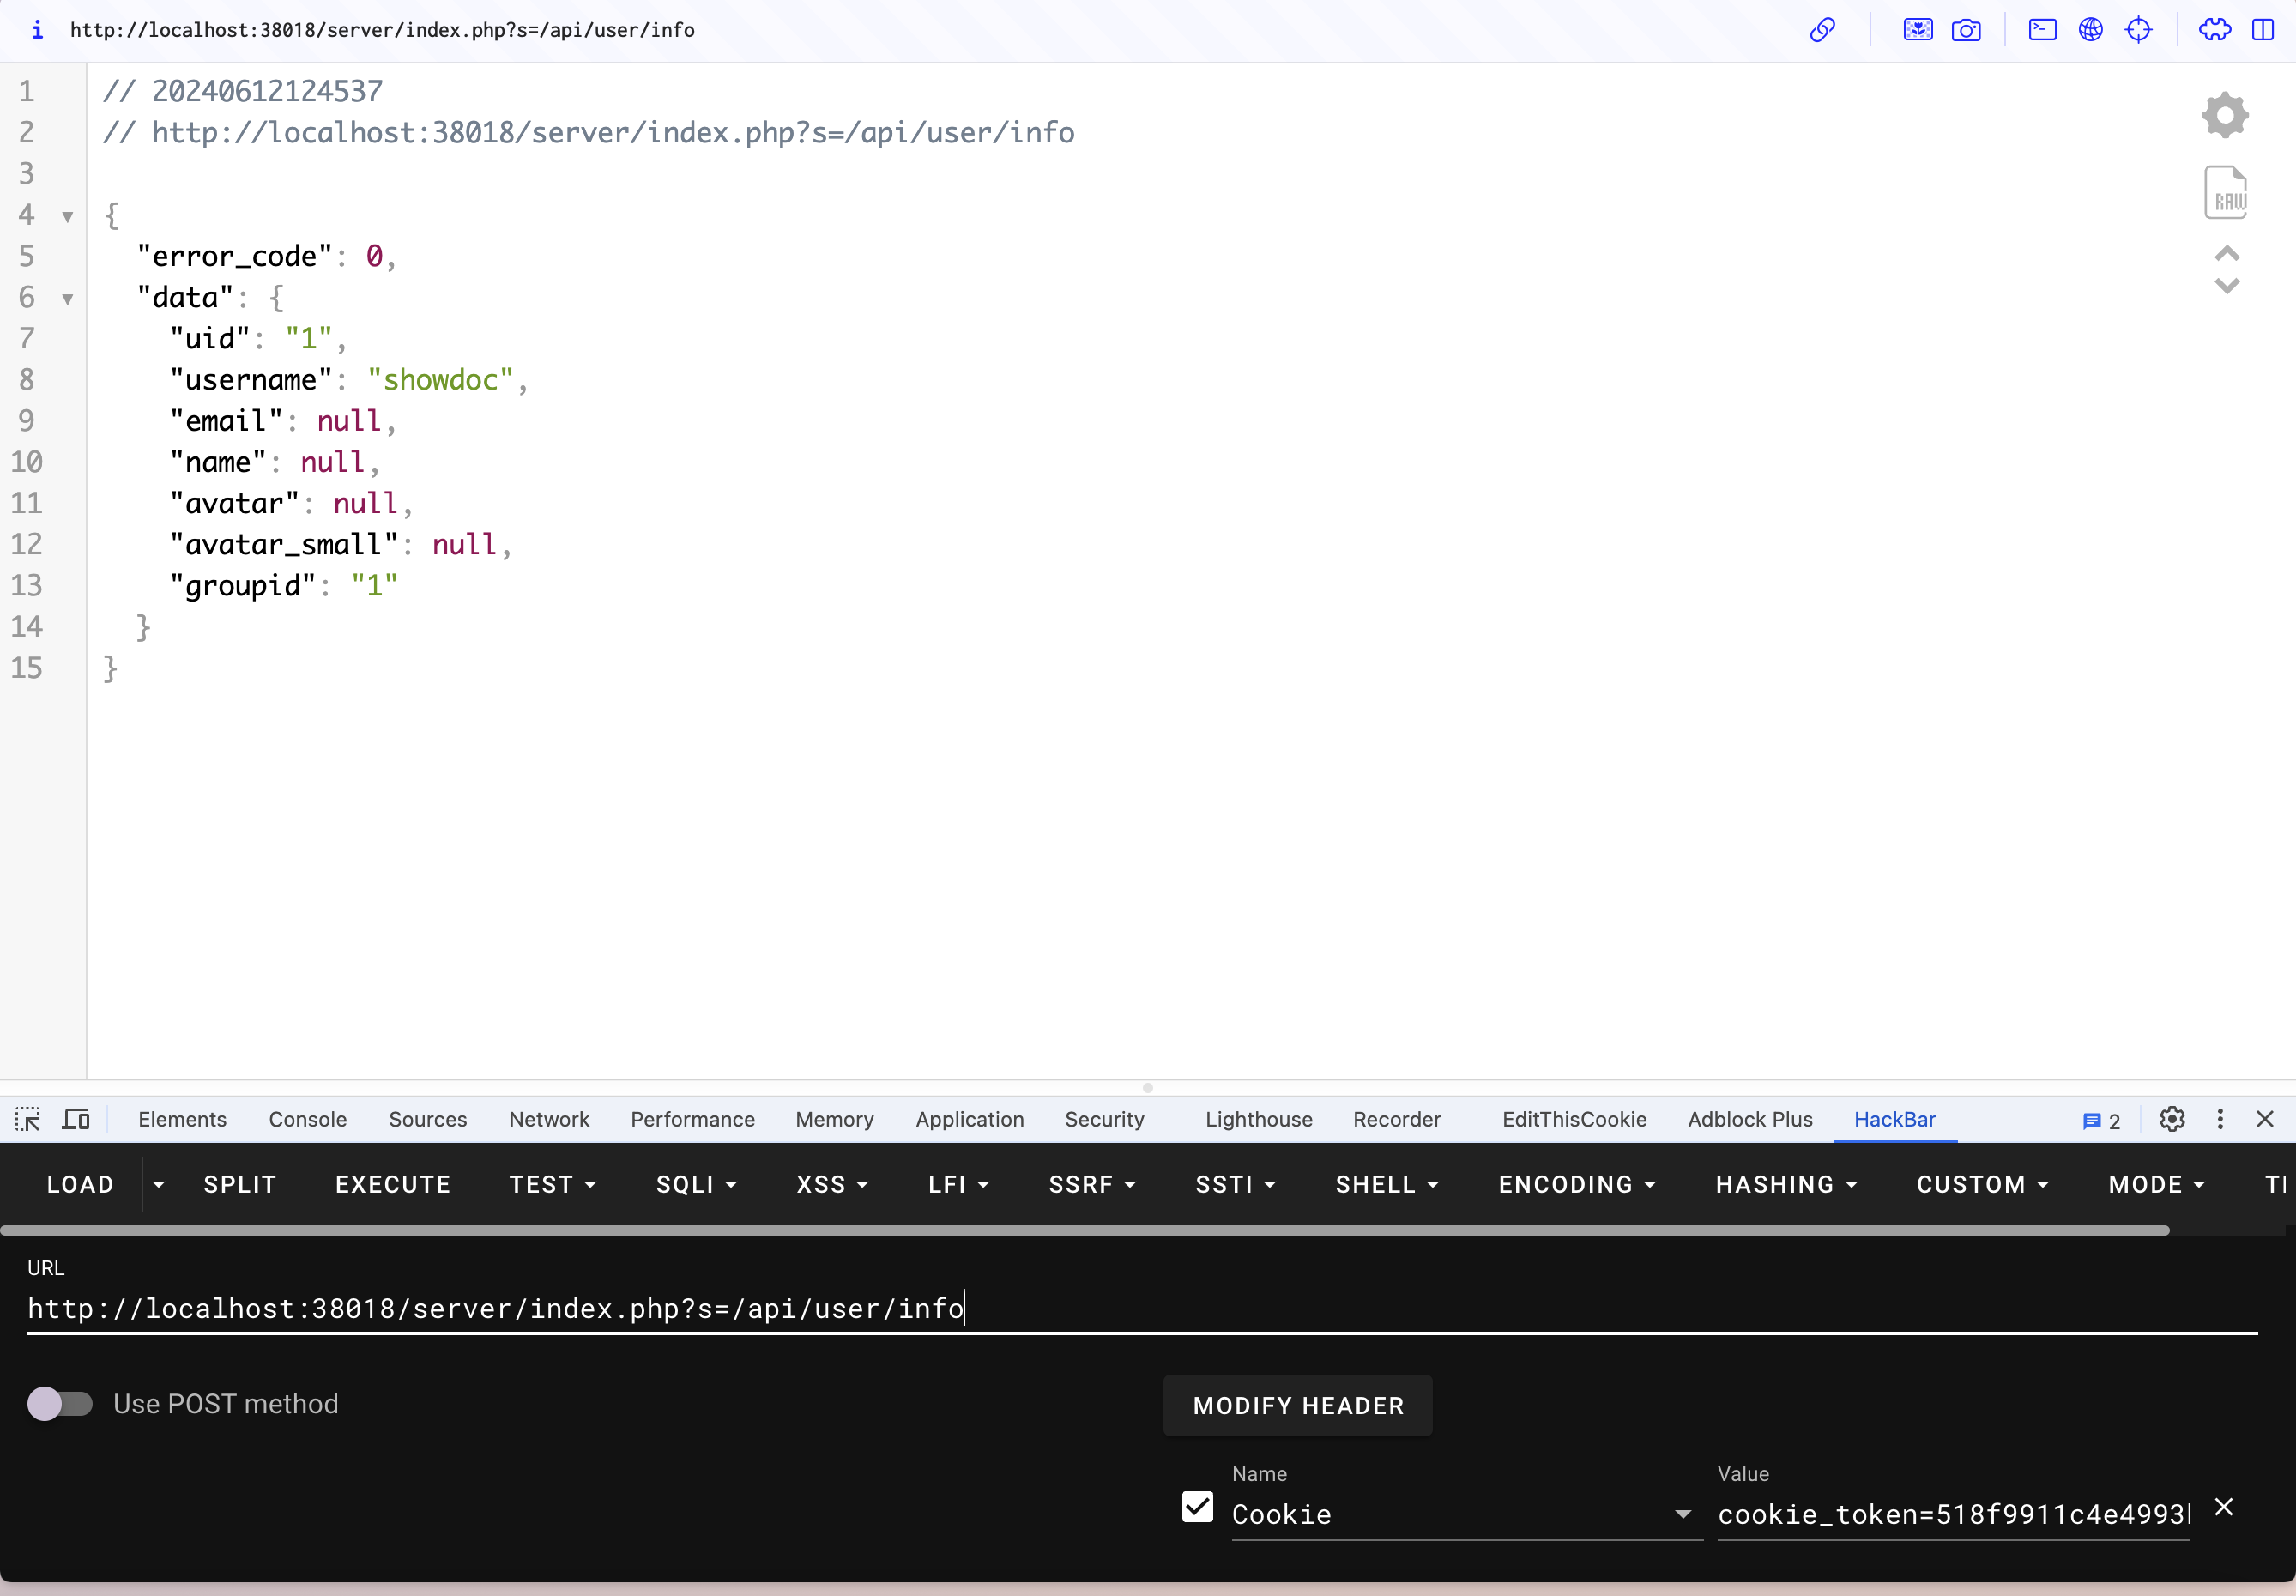 i http://localhost:38018/server/index.php?s=/api/user/info
1 // 20240612124537
2 // http://localhost:38018/server/index.php?s=/api/user/info
3
4 {
5 "error_code": 0,
6 "data": {
7 "uid": "1",
8 "username": "showdoc",
9 "email": null,
10 "name": null,
11 "avatar": null,
12 "avatar_small": null,
13 "groupid": "1"
14 }
15 }
RAW
Elements Console Sources Network Performance Memory Application Security Lighthouse Recorder EditThisCookie Adblock Plus HackBar 2
LOAD SPLIT EXECUTE TEST SQLI XSS LFI SSRF SSTI SHELL ENCODING HASHING CUSTOM MODE
URL
http://localhost:38018/server/index.php?s=/api/user/info
Use POST method
MODIFY HEADER
Name Value
Cookie cookie_token=518f9911c4e4993